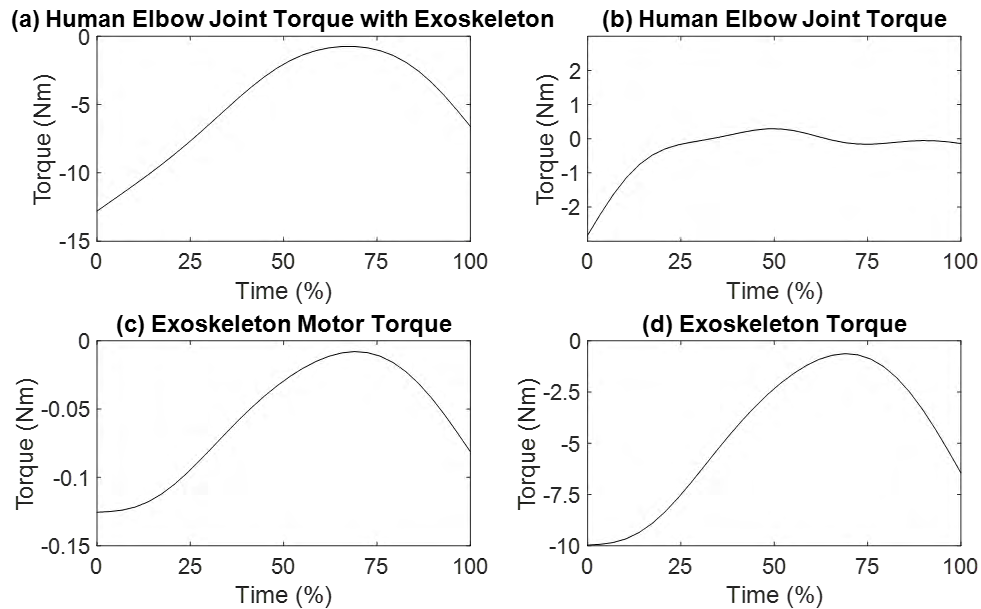 (a) Human Elbow Joint Torque with Exoskeleton
0
-5
-10
-15
Torque (Nm)
0 25 50 75 100
Time (%)
(b) Human Elbow Joint Torque
2
1
0
-1
-2
Torque (Nm)
0 25 50 75 100
Time (%)
(c) Exoskeleton Motor Torque
0
-0.05
-0.1
-0.15
Torque (Nm)
0 25 50 75 100
Time (%)
(d) Exoskeleton Torque
0
-2.5
-5
-7.5
-10
Torque (Nm)
0 25 50 75 100
Time (%)